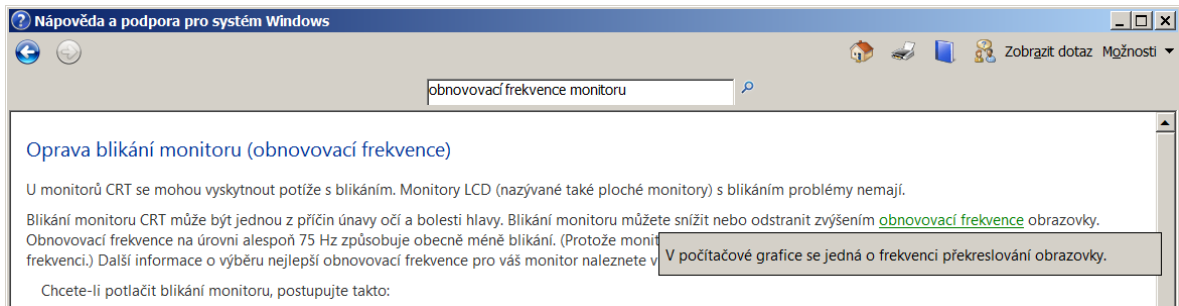 Nápověda a podpora pro systém Windows
Zobrazit dotaz Možnosti
obnovovací frekvence monitoru
Oprava blikání monitoru (obnovovací frekvence)
U monitorů CRT se mohou vyskytnout potíže s blikáním. Monitory LCD (nazývané také ploché monitory) s blikáním problémy nemají.
Blikání monitoru CRT může být jednou z příčin únavy očí a bolesti hlavy. Blikání monitoru můžete snížit nebo odstranit zvýšením obnovovací frekvence obrazovky.
Obnovovací frekvence na úrovni alespoň 75 Hz způsobuje obecně méně blikání. (Protože monit
frekvenci.) Další informace o výběru nejlepší obnovovací frekvence pro váš monitor naleznete v
V počítačové grafice se jedná o frekvenci překreslování obrazovky.
Chcete-li potlačit blikání monitoru, postupujte takto: